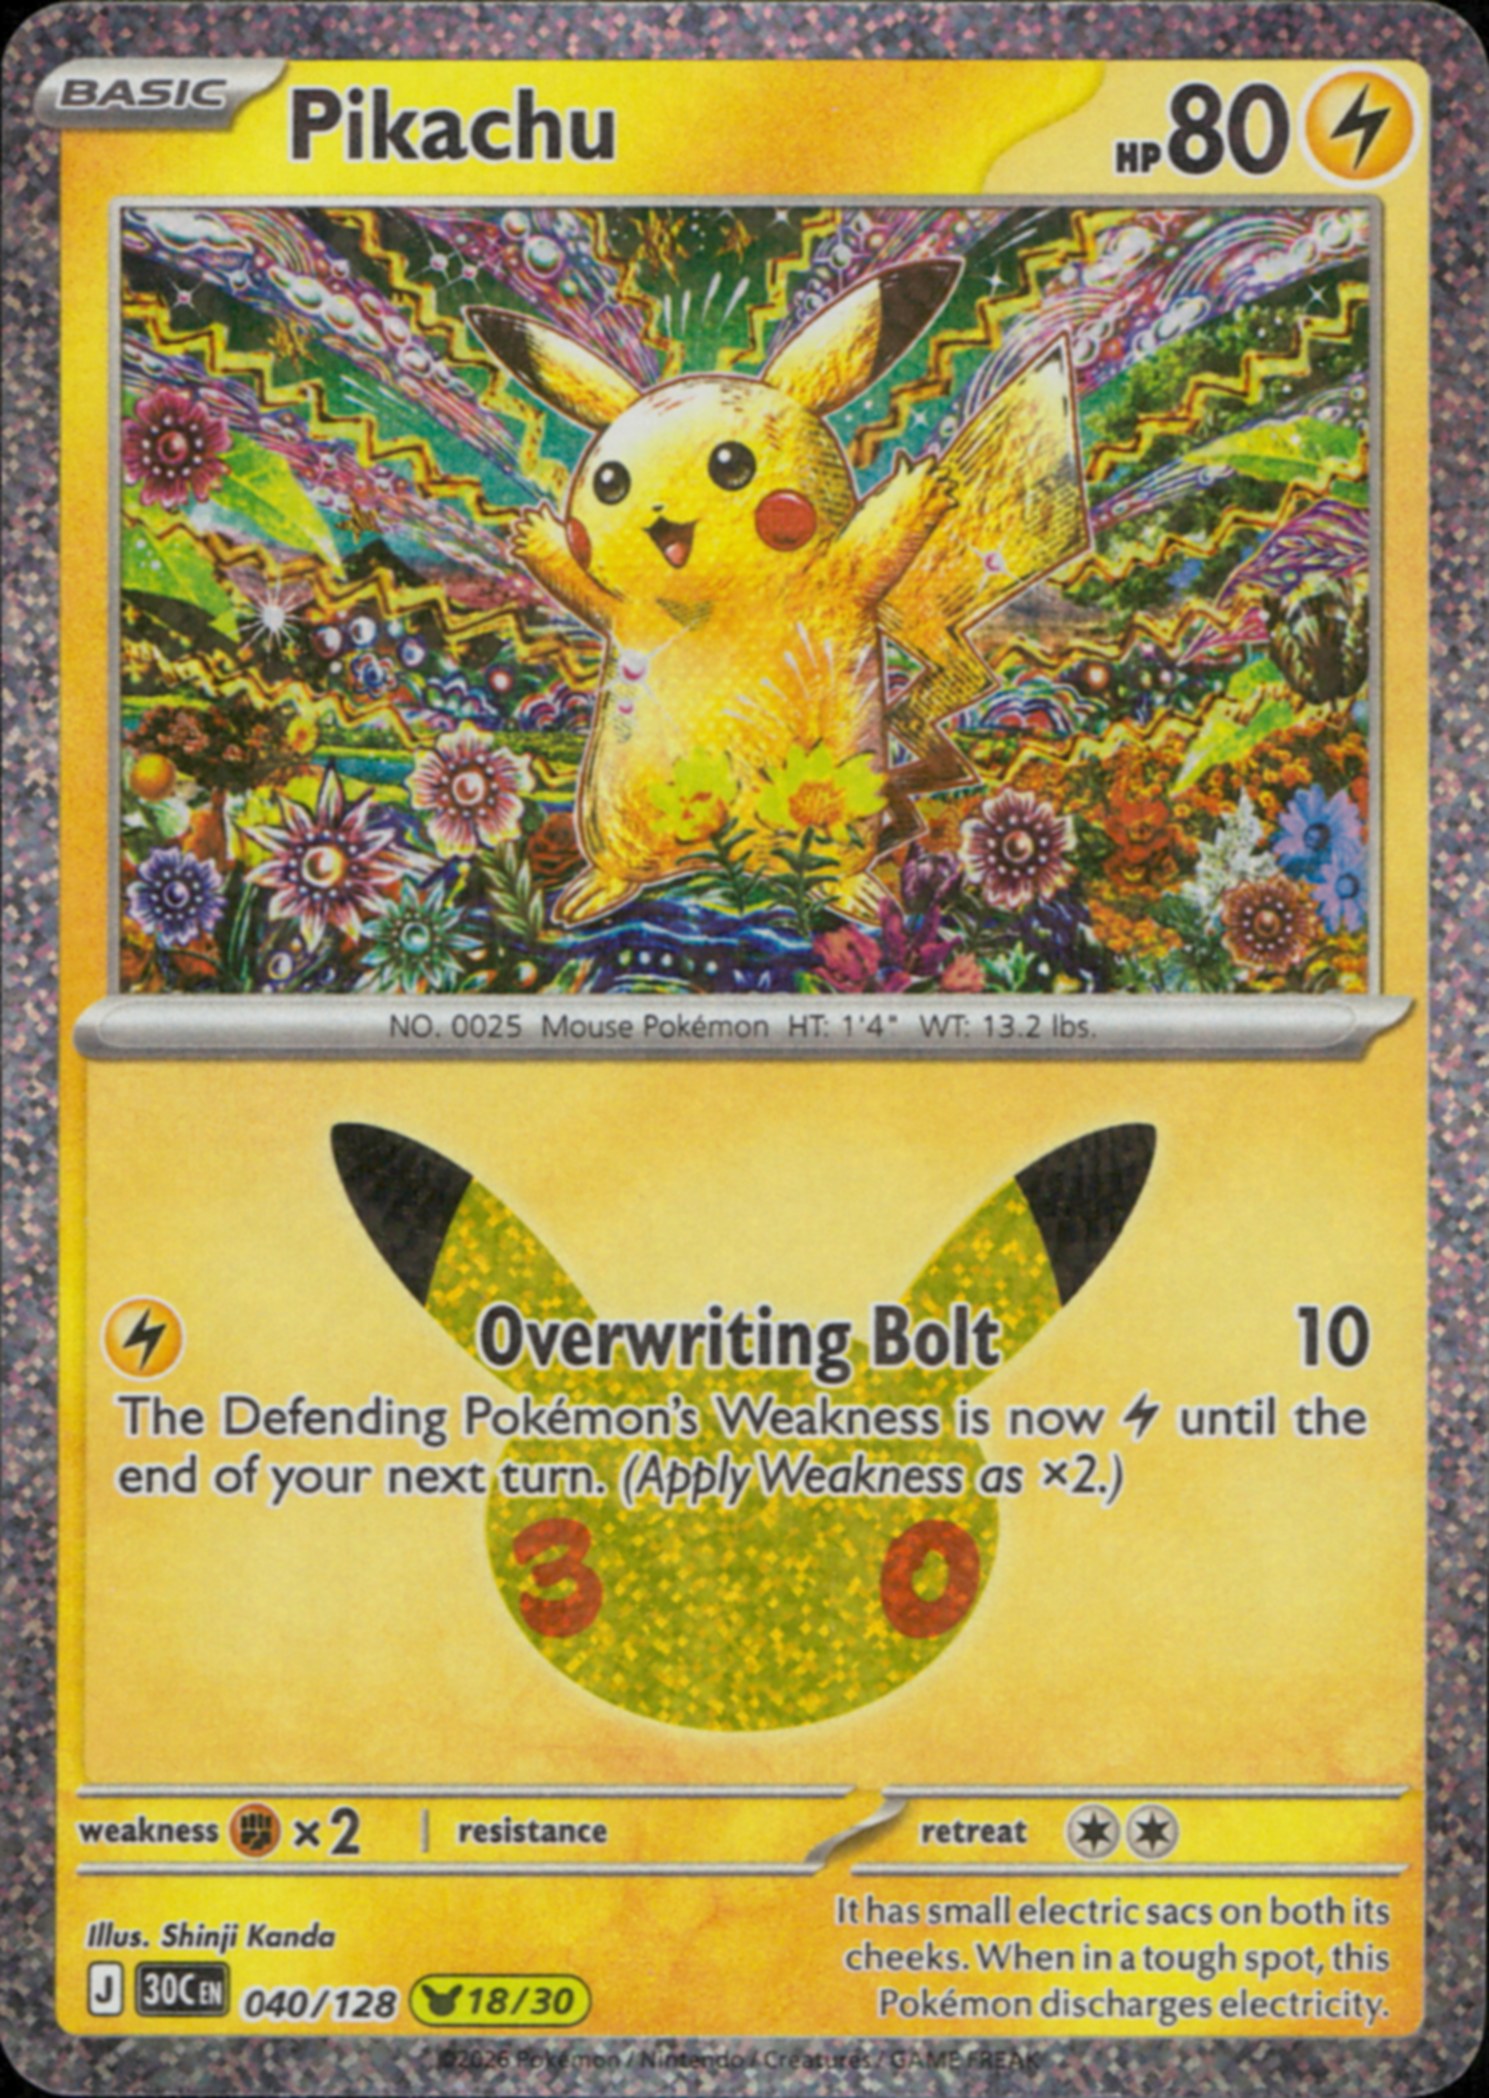 BASIC
Pikachu
HP 80
NO. 0025 Mouse Pokémon HT: 1'4" WT: 13.2 lbs.
Overwriting Bolt 10
The Defending Pokémon's Weakness is now until the
end of your next turn. (Apply Weakness as ×2.)
3 0
weakness ×2 resistance retreat
Illus. Shinji Kanda
J 30C EN 040/128 18/30
It has small electric sacs on both its
cheeks. When in a tough spot, this
Pokémon discharges electricity.
©2026 Pokémon / Nintendo / Creatures / GAME FREAK